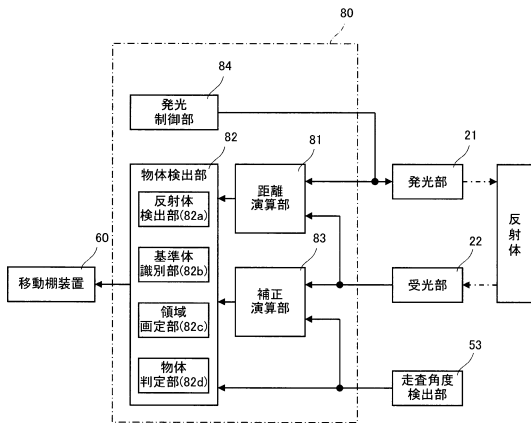 80
84
発光
制御部
82
物体検出部
反射体
検出部(82a)
基準体
識別部(82b)
領域
画定部(82c)
物体
判定部(82d)
81
距離
演算部
83
補正
演算部
21
発光部
22
受光部
反
射
体
60
移動棚装置
53
走査角度
検出部